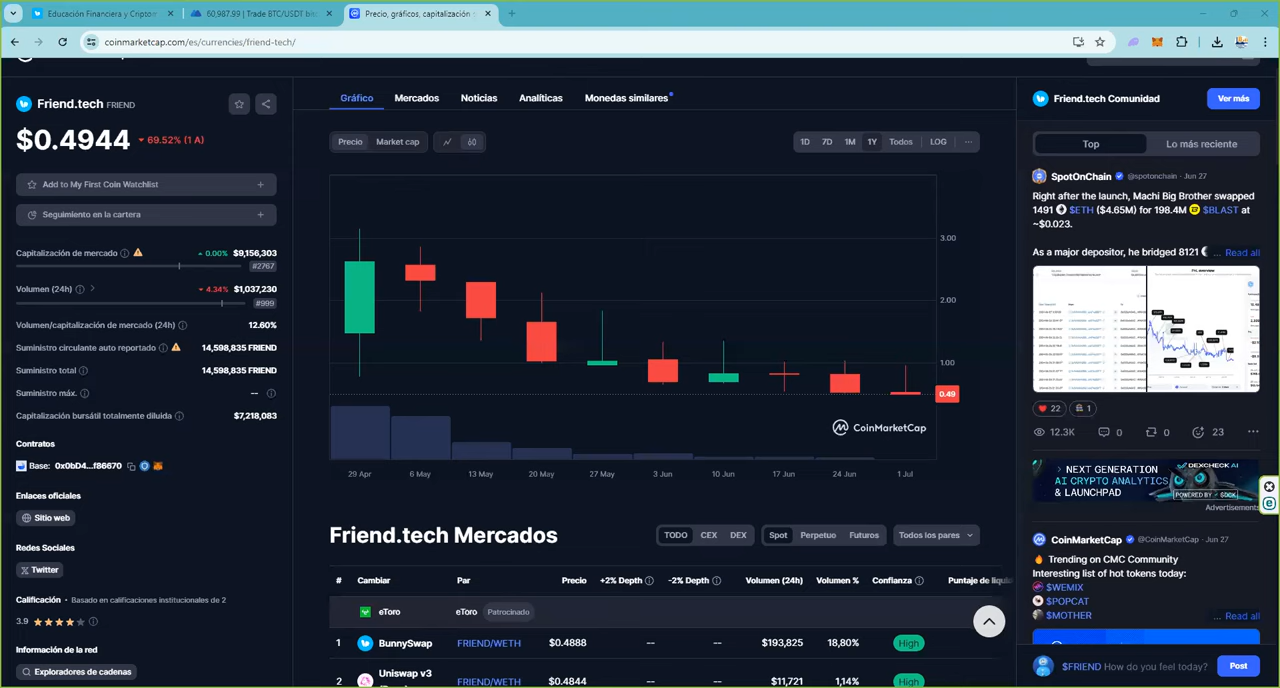 Educación Financiera y Criptom
60,987.99 | Trade BTC/USDT bitc
Precio, gráficos, capitalización
coinmarketcap.com/es/currencies/friend-tech/
Friend.tech FRIEND
$0.4944 69.52% (1 A)
Add to My First Coin Watchlist
Seguimiento en la cartera
Capitalización de mercado 0.00% $9,156,303
#2767
Volumen (24h) 4.34% $1,037,230
#999
Volumen/capitalización de mercado (24h) 12.60%
Suministro circulante auto reportado 14,598,835 FRIEND
Suministro total 14,598,835 FRIEND
Suministro máx. --
Capitalización bursátil totalmente diluida $7,218,083
Contratos
Base: 0x0bD4...f86670
Enlaces oficiales
Sitio web
Redes Sociales
Twitter
Calificación · Basado en calificaciones institucionales de 2
3.9
Información de la red
Exploradores de cadenas
Gráfico Mercados Noticias Analíticas Monedas similares
Precio Market cap
1D 7D 1M 1Y Todos LOG ...
3.00
2.00
1.00
0.49
CoinMarketCap
29 Apr 6 May 13 May 20 May 27 May 3 Jun 10 Jun 17 Jun 24 Jun 1 Jul
Friend.tech Mercados
TODO CEX DEX Spot Perpetuo Futuros Todos los pares
# Cambiar Par Precio +2% Depth -2% Depth Volumen (24h) Volumen % Confianza Puntaje de liquid
eToro eToro Patrocinado
1 BunnySwap FRIEND/WETH $0.4888 -- -- $193,825 18,80% High
2 Uniswap v3 FRIEND/WETH $0.4844 -- -- $11,721 1,14% High
Friend.tech Comunidad Ver más
Top Lo más reciente
SpotOnChain @spotonchain · Jun 27
Right after the launch, Machi Big Brother swapped
1491 $ETH ($4.65M) for 198.4M $BLAST at
~$0.023.
As a major depositor, he bridged 8121 ... Read all
22 1
12.3K 0 0 23 ...
NEXT GENERATION
AI CRYPTO ANALYTICS
& LAUNCHPAD
DEXCHECK AI
POWERED BY $DCK
Advertisements
CoinMarketCap @CoinMarketCap · Jun 27
Trending on CMC Community
Interesting list of hot tokens today:
$WEMIX
$POPCAT
$MOTHER ... Read all
$FRIEND How do you feel today? Post